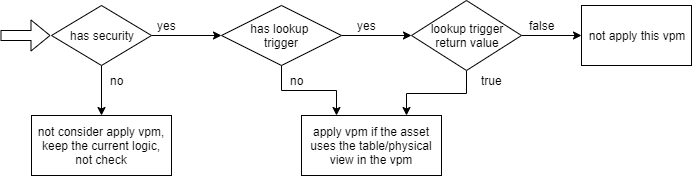 has security
yes
has lookup
trigger
yes
lookup trigger
return value
false
not apply this vpm
no
no
true
not consider apply vpm,
keep the current logic,
not check
apply vpm if the asset
uses the table/physical
view in the vpm